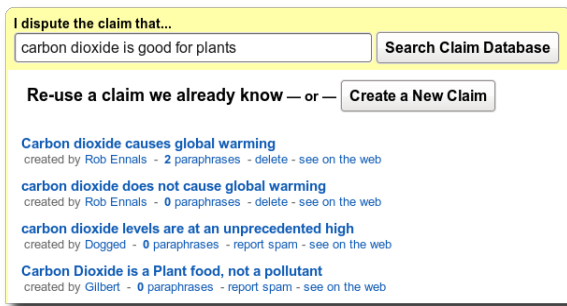 I dispute the claim that...
carbon dioxide is good for plants Search Claim Database
Re-use a claim we already know — or — Create a New Claim
Carbon dioxide causes global warming
created by Rob Ennals - 2 paraphrases - delete - see on the web
carbon dioxide does not cause global warming
created by Rob Ennals - 0 paraphrases - delete - see on the web
carbon dioxide levels are at an unprecedented high
created by Dogged - 0 paraphrases - report spam - see on the web
Carbon Dioxide is a Plant food, not a pollutant
created by Gilbert - 0 paraphrases - report spam - see on the web